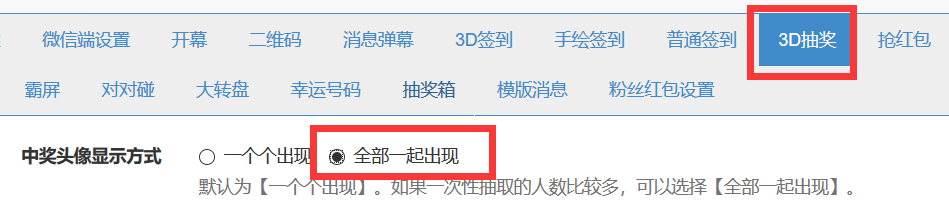 微信端设置 开幕 二维码 消息弹幕 3D签到 手绘签到 普通签到 3D抽奖 抢红包
霸屏 对对碰 大转盘 幸运号码 抽奖箱 模版消息 粉丝红包设置
中奖头像显示方式 一个个出现 全部一起出现
默认为【一个个出现】。如果一次性抽取的人数比较多，可以选择【全部一起出现】。